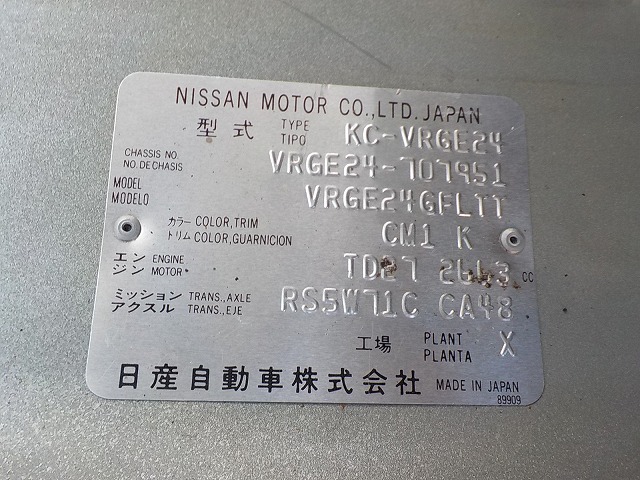 NISSAN MOTOR CO.,LTD. JAPAN
型式 TYPE TIPO KC-VRGE24
CHASSIS NO. NO. DE CHASIS VRGE24-707951
MODEL MODELO VRGE24GFLTT
カラー COLOR,TRIM トリム COLOR,GUARNICION CM1 K
エンジン ENGINE MOTOR TD27 2663 CC
ミッション TRANS.,AXLE アクスル TRANS.,EJE RS5W71C CA48
工場 PLANT PLANTA X
日産自動車株式会社 MADE IN JAPAN
89909